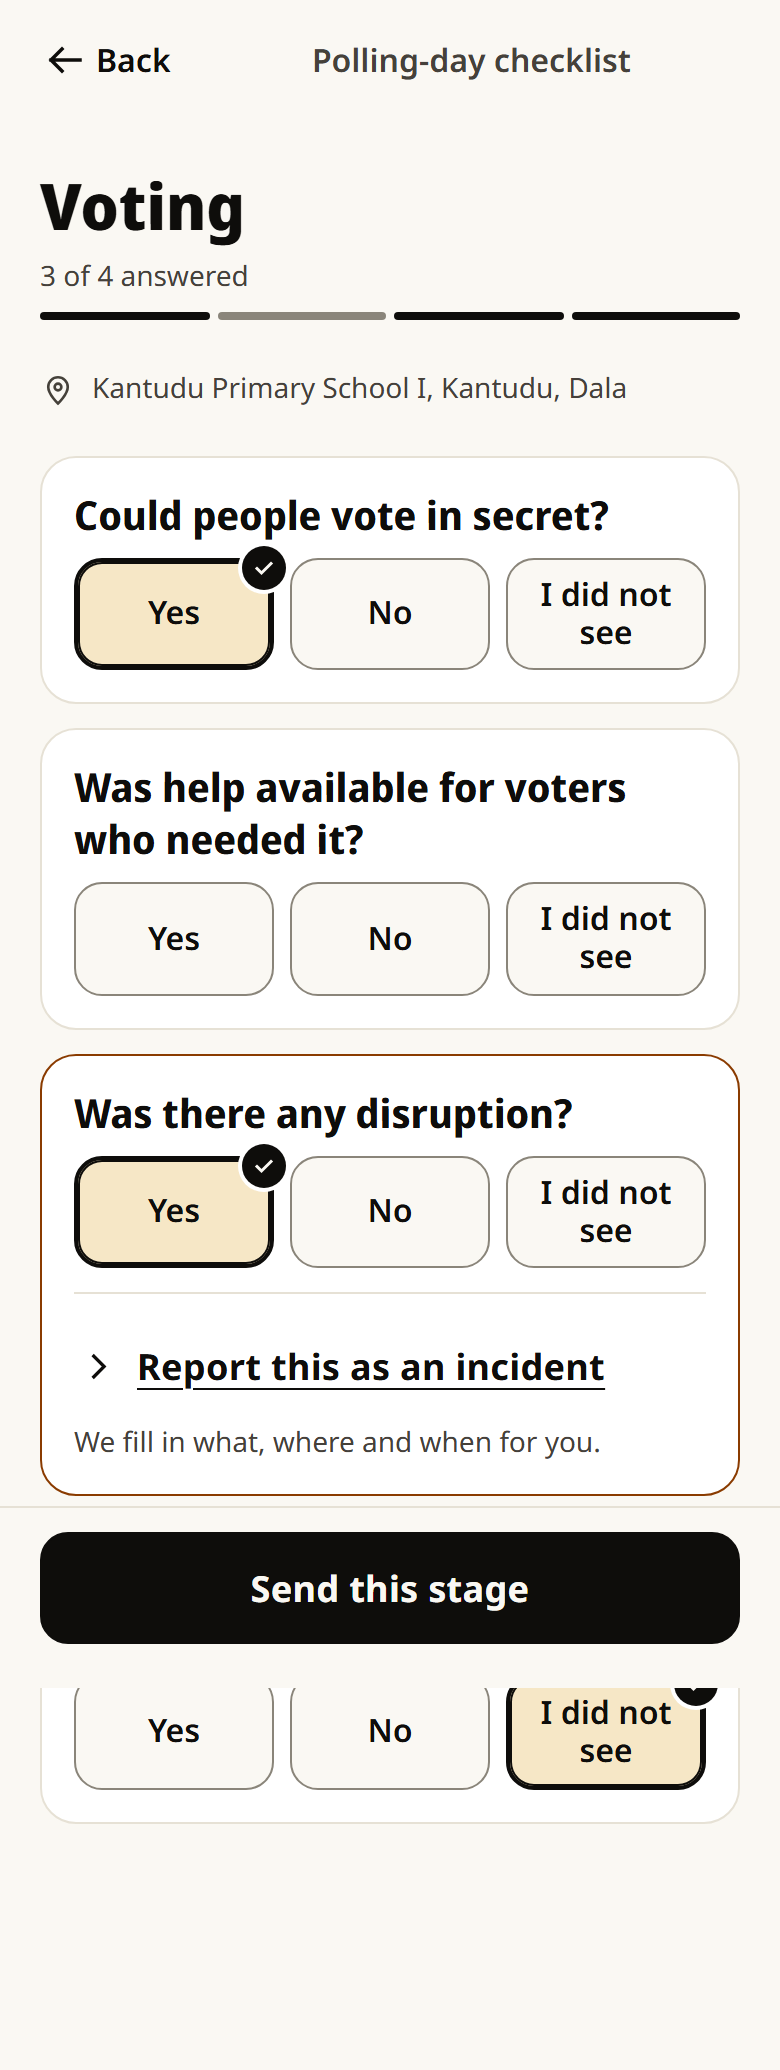 Back
Polling-day checklist
Voting
3 of 4 answered
Kantudu Primary School I, Kantudu, Dala
Could people vote in secret?
Yes
No
I did not
see
Was help available for voters
who needed it?
Yes
No
I did not
see
Was there any disruption?
Yes
No
I did not
see
Report this as an incident
We fill in what, where and when for you.
Send this stage
Yes
No
I did not
see